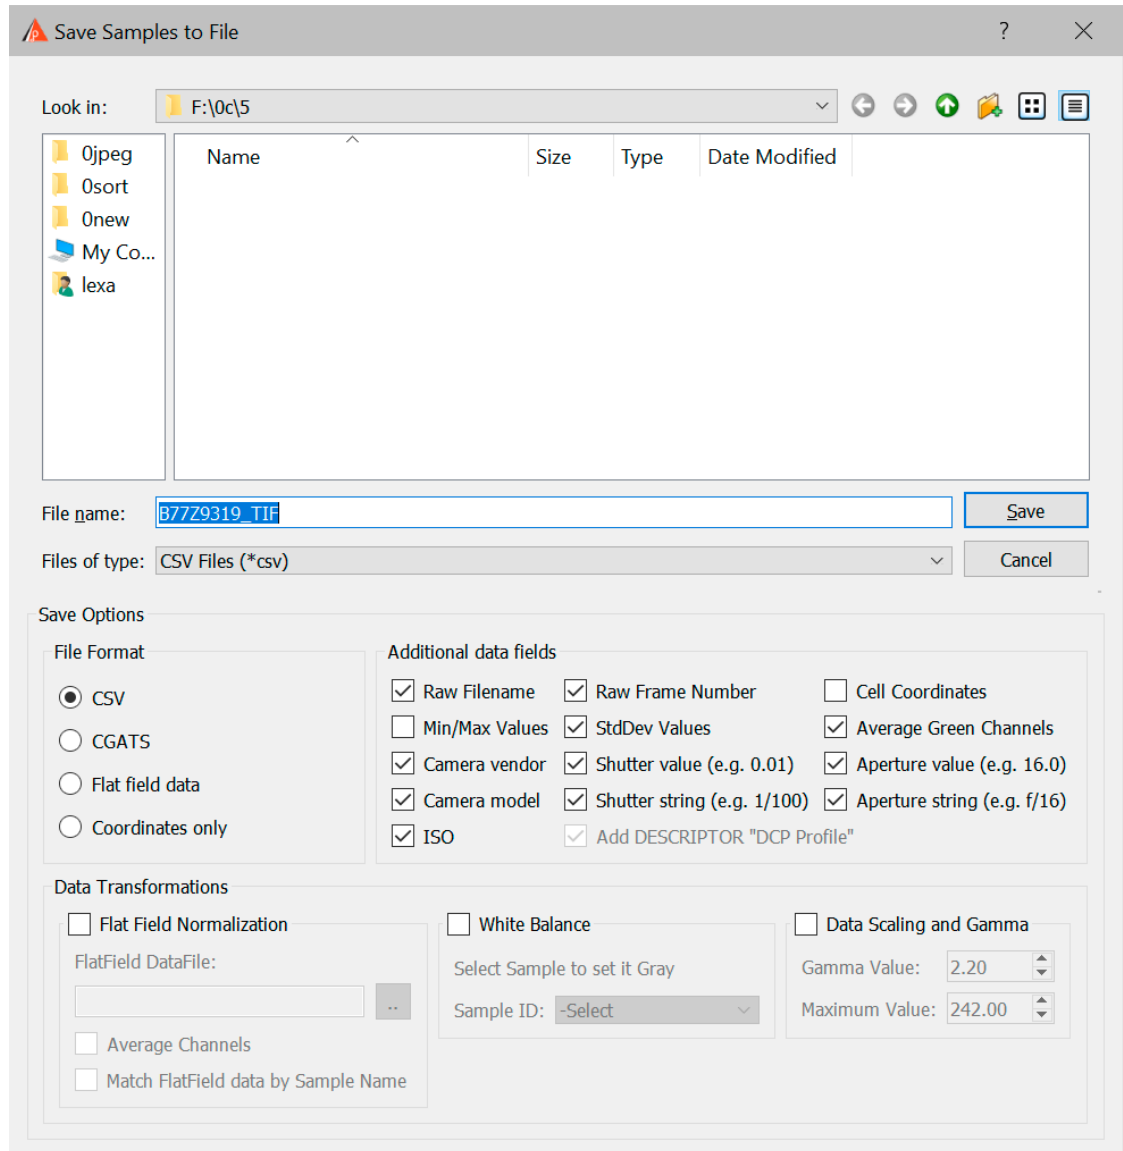 Save Samples to File
?
Look in: F:\0c\5
0jpeg
0sort
0new
My Co...
lexa
Name Size Type Date Modified
File name: B77Z9319_TIF Save
Files of type: CSV Files (*csv) Cancel
Save Options
File Format
CSV
CGATS
Flat field data
Coordinates only
Additional data fields
Raw Filename Raw Frame Number Cell Coordinates
Min/Max Values StdDev Values Average Green Channels
Camera vendor Shutter value (e.g. 0.01) Aperture value (e.g. 16.0)
Camera model Shutter string (e.g. 1/100) Aperture string (e.g. f/16)
ISO Add DESCRIPTOR "DCP Profile"
Data Transformations
Flat Field Normalization
FlatField DataFile:
..
Average Channels
Match FlatField data by Sample Name
White Balance
Select Sample to set it Gray
Sample ID: -Select
Data Scaling and Gamma
Gamma Value: 2.20
Maximum Value: 242.00